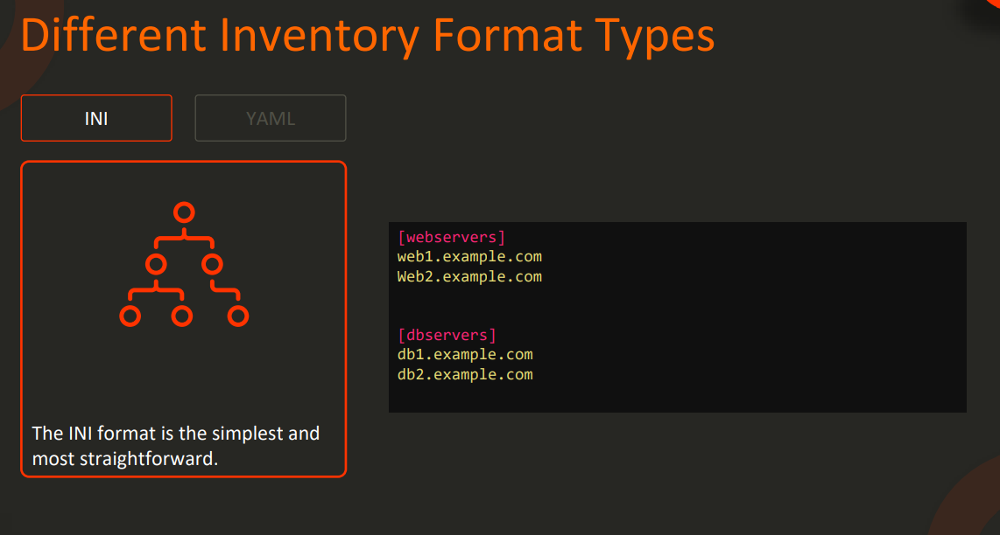 Different Inventory Format Types
INI
YAML
The INI format is the simplest and
most straightforward.
[webservers]
web1.example.com
Web2.example.com
[dbservers]
db1.example.com
db2.example.com